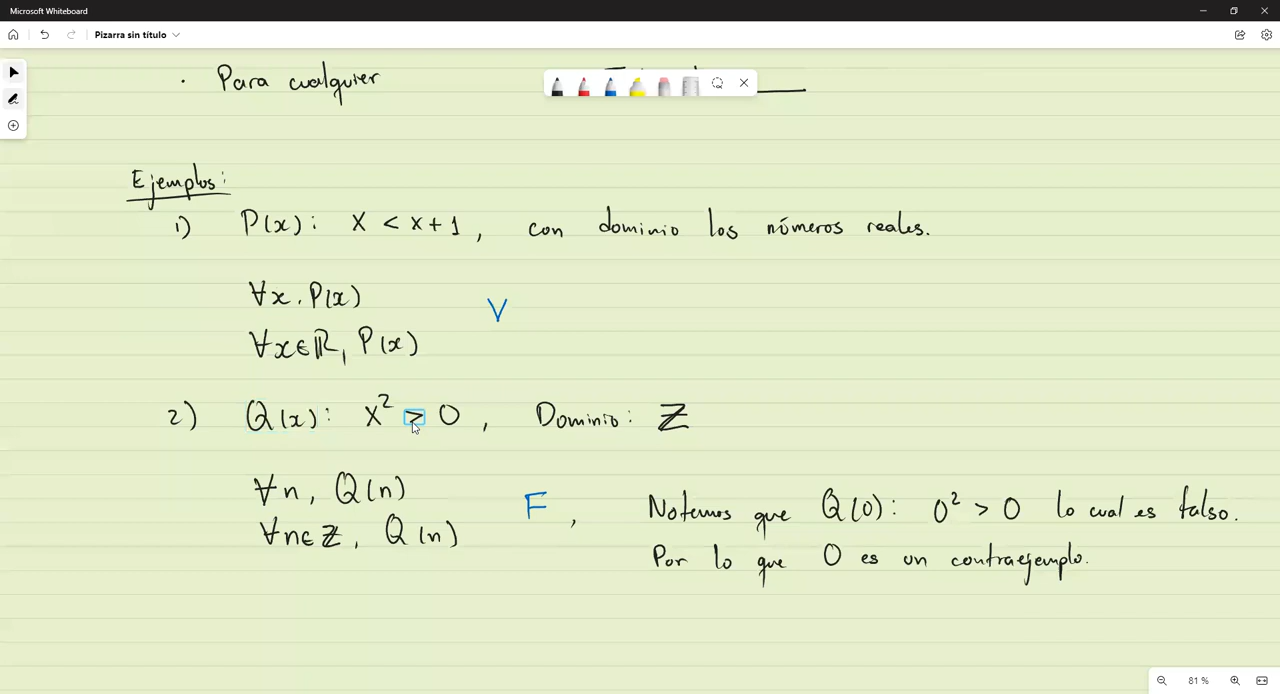 Microsoft Whiteboard
Pizarra sin título
· Para cualquier
Ejemplos:
1) P(x): x < x+1, con dominio los números reales.
∀x, P(x)
V
∀x∈ℝ, P(x)
2) Q(x): x² > 0, Dominio: ℤ
∀n, Q(n)
F, Notemos que Q(0): 0² > 0 lo cual es falso.
∀n∈ℤ, Q(n)
Por lo que 0 es un contraejemplo.
81 %